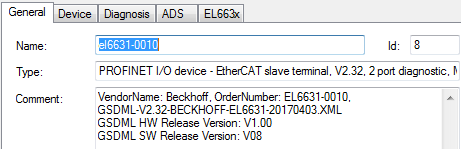 General Device Diagnosis ADS EL663x
Name: el6631-0010 Id: 8
Type: PROFINET I/O device - EtherCAT slave terminal, V2.32, 2 port diagnostic,
Comment: VendorName: Beckhoff, OrderNumber: EL6631-0010,
GSDML-V2.32-BECKHOFF-EL6631-20170403.XML
GSDML HW Release Version: V1.00
GSDML SW Release Version: V08